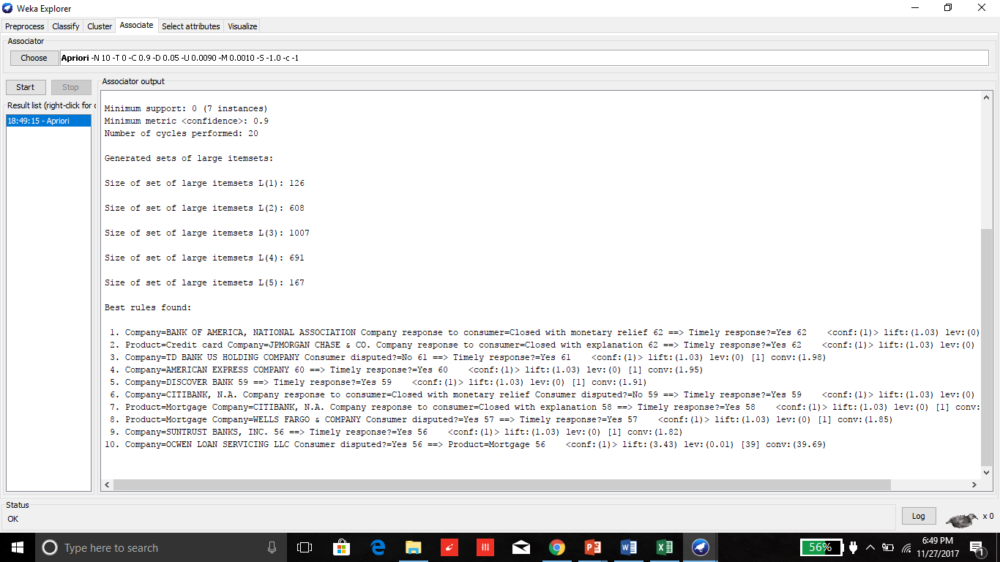 Weka Explorer
Preprocess Classify Cluster Associate Select attributes Visualize
Associator
Choose Apriori -N 10 -T 0 -C 0.9 -D 0.05 -U 0.0090 -M 0.0010 -S -1.0 -c -1
Start Stop
Result list (right-click for o
18:49:15 - Apriori
Associator output
Minimum support: 0 (7 instances)
Minimum metric <confidence>: 0.9
Number of cycles performed: 20
Generated sets of large itemsets:
Size of set of large itemsets L(1): 126
Size of set of large itemsets L(2): 608
Size of set of large itemsets L(3): 1007
Size of set of large itemsets L(4): 691
Size of set of large itemsets L(5): 167
Best rules found:
1. Company=BANK OF AMERICA, NATIONAL ASSOCIATION Company response to consumer=Closed with monetary relief 62 ==> Timely response?=Yes 62 <conf:(1)> lift:(1.03) lev:(0)
2. Product=Credit card Company=JPMORGAN CHASE & CO. Company response to consumer=Closed with explanation 62 ==> Timely response?=Yes 62 <conf:(1)> lift:(1.03) lev:(0)
3. Company=TD BANK US HOLDING COMPANY Consumer disputed?=No 61 ==> Timely response?=Yes 61 <conf:(1)> lift:(1.03) lev:(0) [1] conv:(1.98)
4. Company=AMERICAN EXPRESS COMPANY 60 ==> Timely response?=Yes 60 <conf:(1)> lift:(1.03) lev:(0) [1] conv:(1.95)
5. Company=DISCOVER BANK 59 ==> Timely response?=Yes 59 <conf:(1)> lift:(1.03) lev:(0) [1] conv:(1.91)
6. Company=CITIBANK, N.A. Company response to consumer=Closed with monetary relief Consumer disputed?=No 59 ==> Timely response?=Yes 59 <conf:(1)> lift:(1.03) lev:(0)
7. Product=Mortgage Company=CITIBANK, N.A. Company response to consumer=Closed with explanation 58 ==> Timely response?=Yes 58 <conf:(1)> lift:(1.03) lev:(0) [1] conv:
8. Product=Mortgage Company=WELLS FARGO & COMPANY Consumer disputed?=Yes 57 ==> Timely response?=Yes 57 <conf:(1)> lift:(1.03) lev:(0) [1] conv:(1.85)
9. Company=SUNTRUST BANKS, INC. 56 ==> Timely response?=Yes 56 <conf:(1)> lift:(1.03) lev:(0) [1] conv:(1.82)
10. Company=OCWEN LOAN SERVICING LLC Consumer disputed?=Yes 56 ==> Product=Mortgage 56 <conf:(1)> lift:(3.43) lev:(0.01) [39] conv:(39.69)
Status
OK
Log x 0
Type here to search
56%
6:49 PM
11/27/2017
1